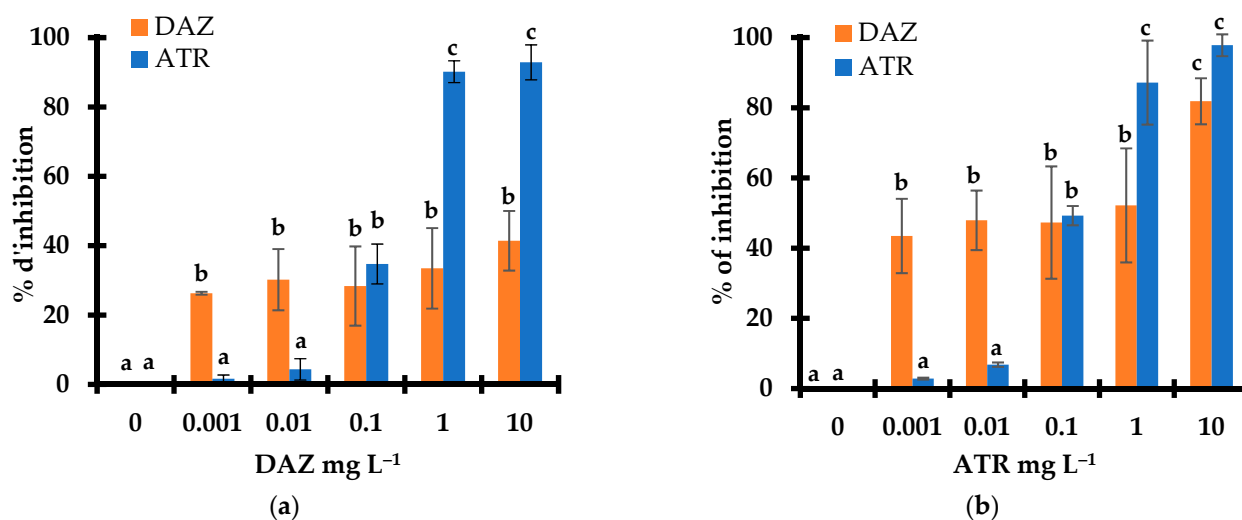 DAZ
ATR
% d'inhibition
100
80
60
40
20
0
a a
b a
b a
b b
b c
b c
0 0.001 0.01 0.1 1 10
DAZ mg L⁻¹
(a)
DAZ
ATR
% of inhibition
100
80
60
40
20
0
a a
b a
b a
b b
b c
c c
0 0.001 0.01 0.1 1 10
ATR mg L⁻¹
(b)